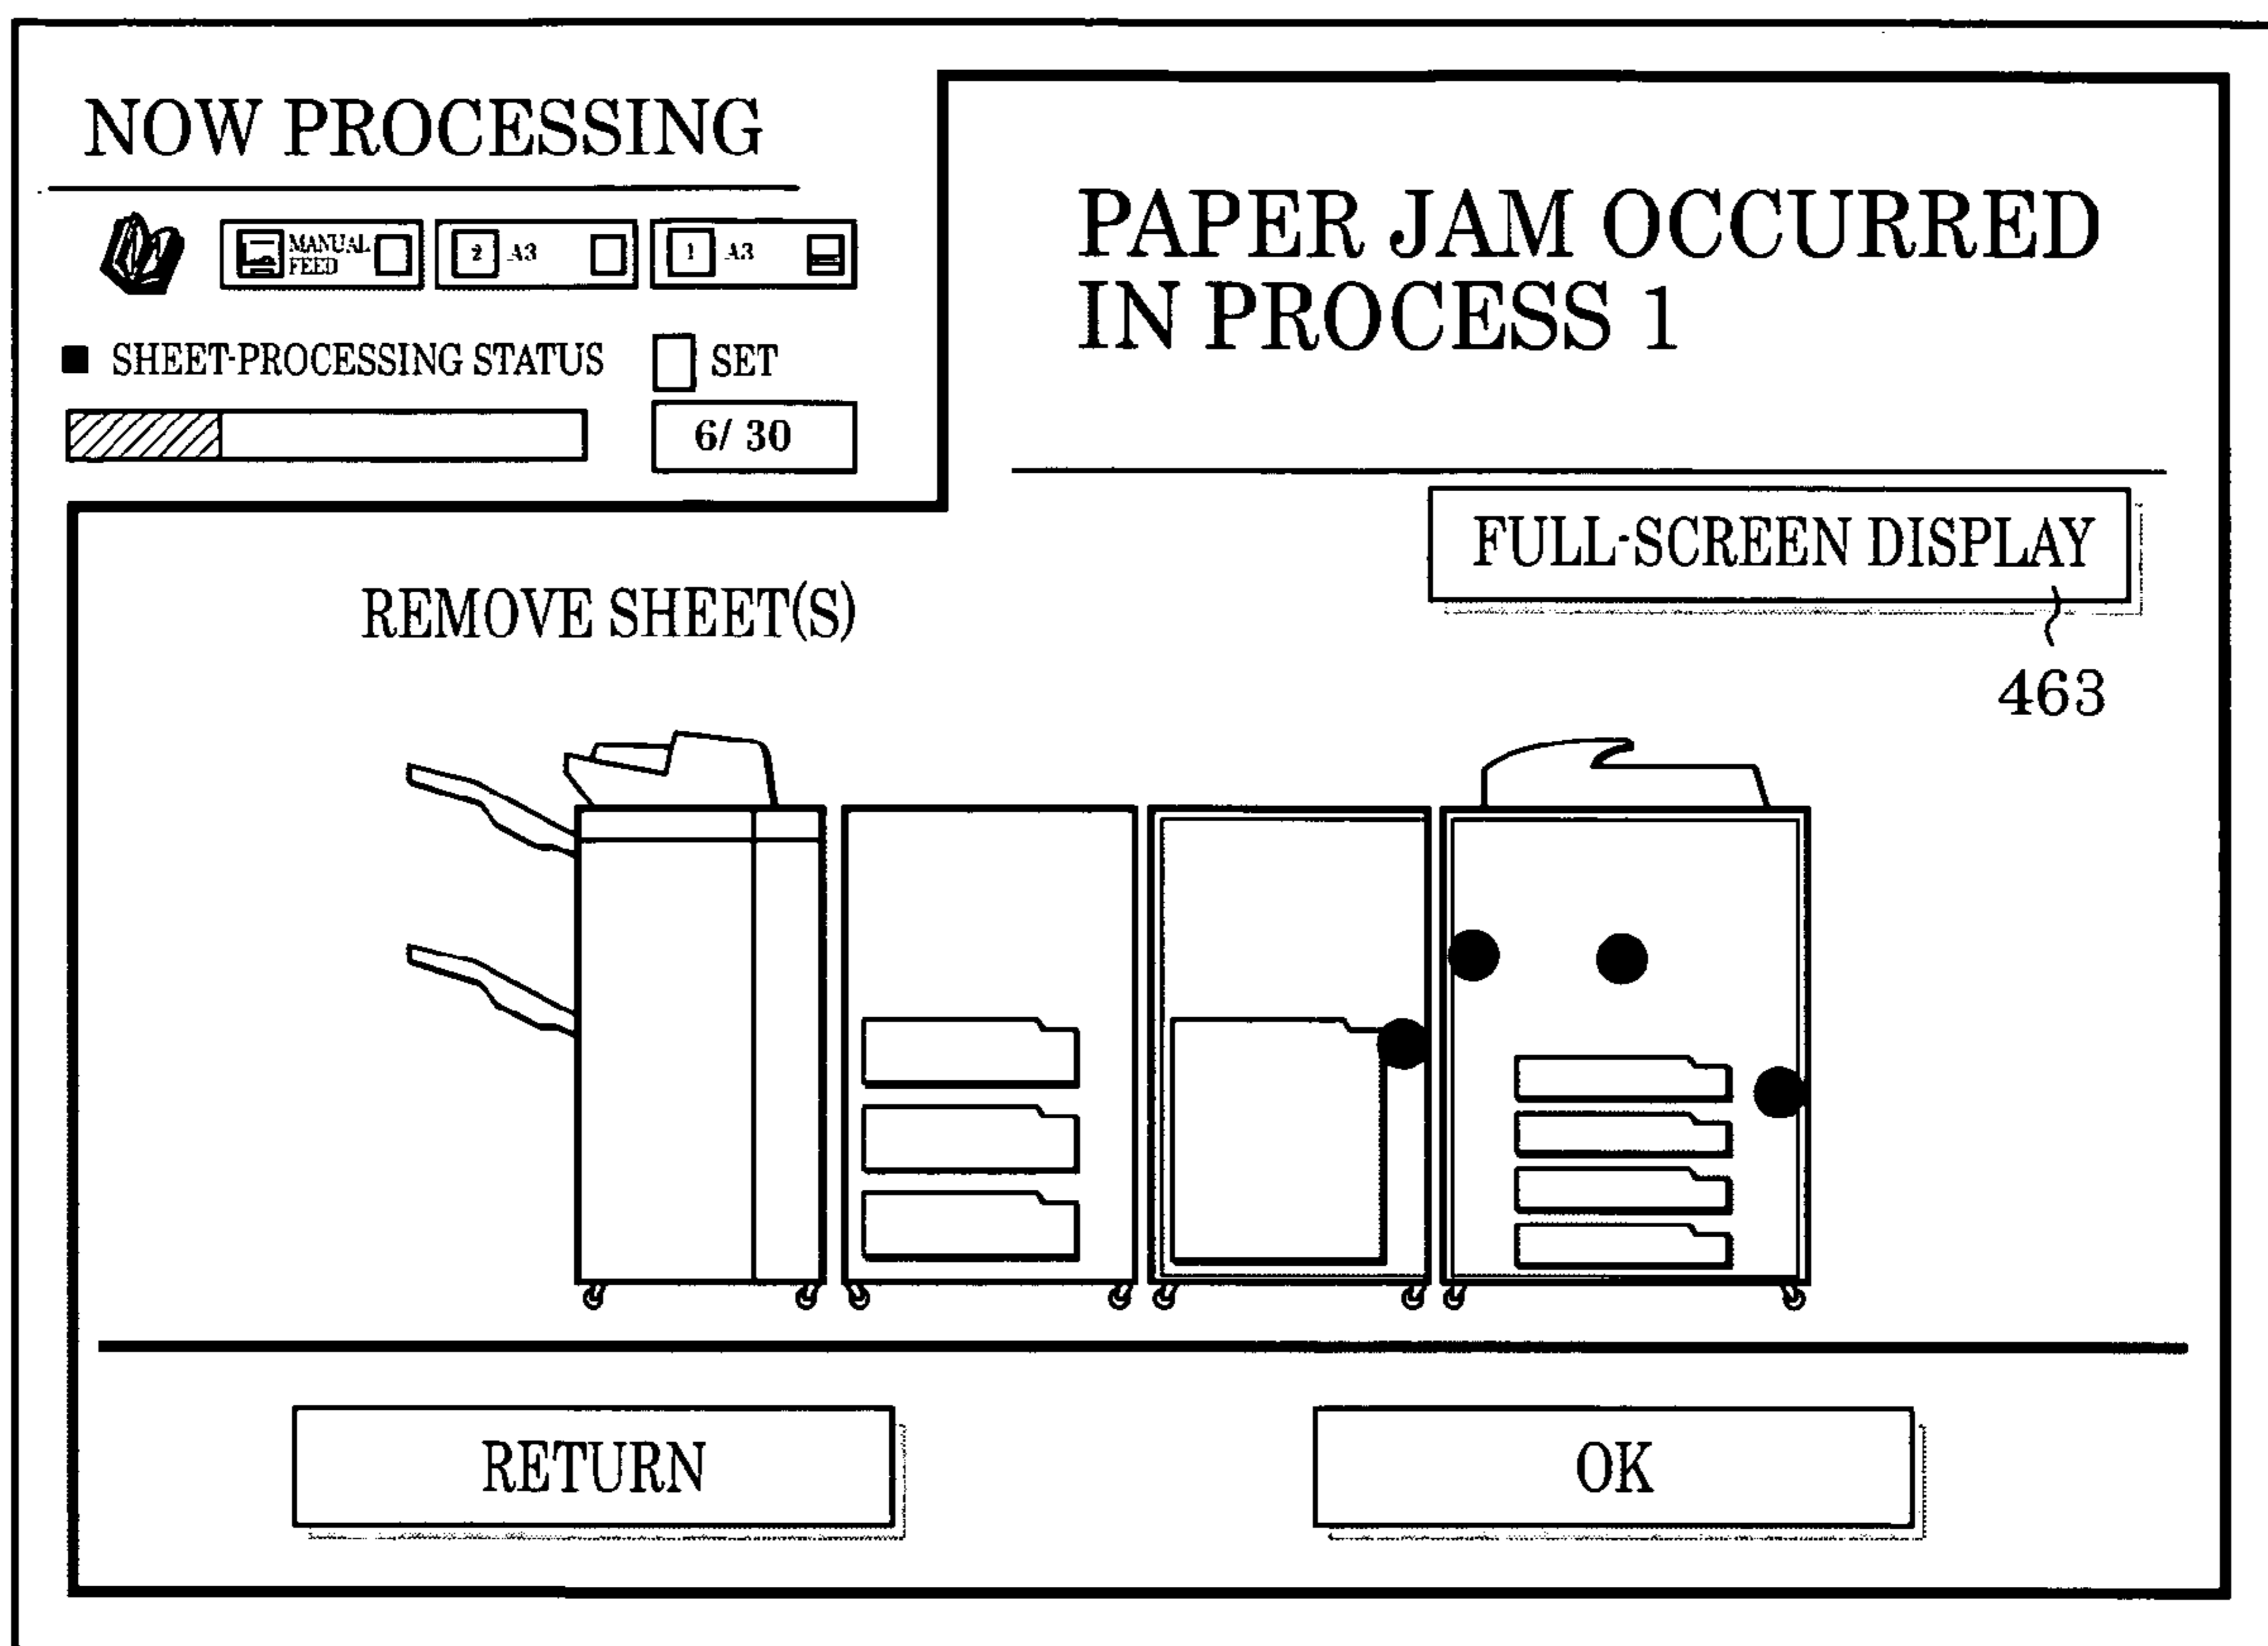 NOW PROCESSING
MANUAL
FEED
2 A3
1 A3
SHEET-PROCESSING STATUS
SET
6/ 30
PAPER JAM OCCURRED
IN PROCESS 1
FULL-SCREEN DISPLAY
463
REMOVE SHEET(S)
RETURN
OK